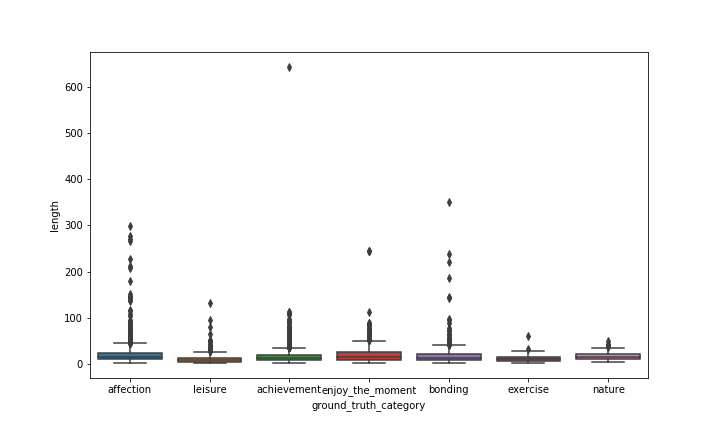 600
500
400
300
200
100
0
length
affection leisure achievement enjoy_the_moment bonding exercise nature
ground_truth_category